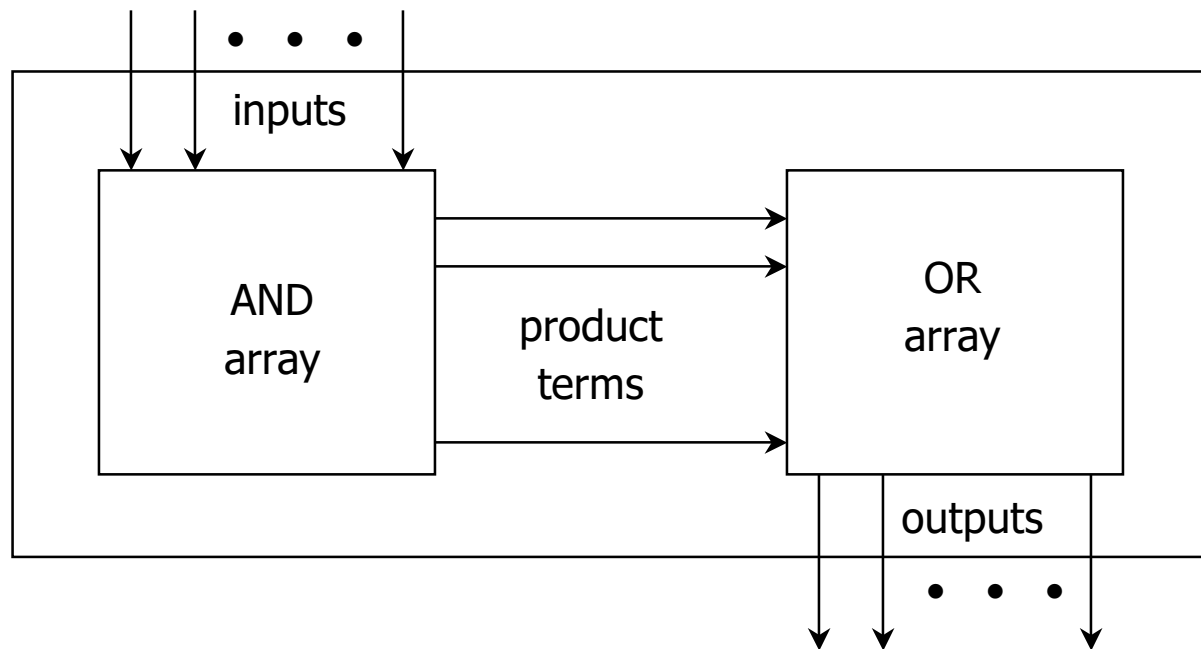 inputs
AND
array
product
terms
OR
array
outputs